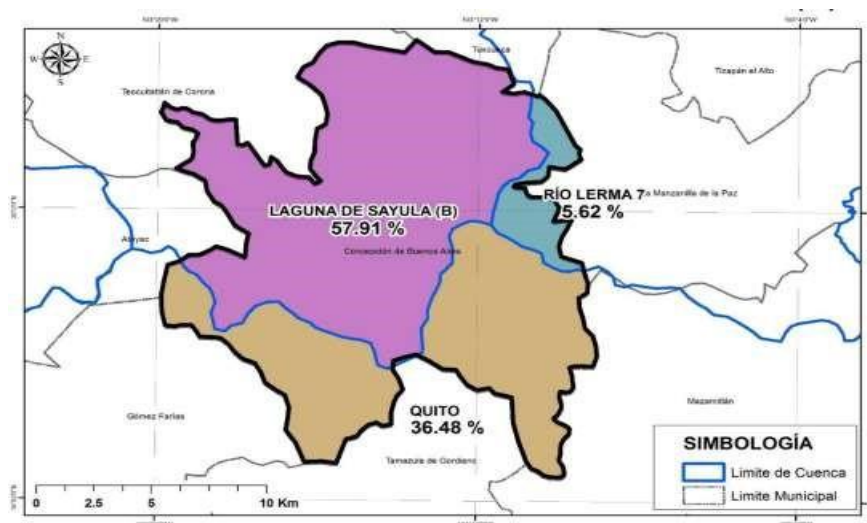 N
W E
S
Teocuitatlán de Corona
Tizapán el Alto
RÍO LERMA 7
5.62 %
La Manzanilla de la Paz
LAGUNA DE SAYULA (B)
57.91 %
Atoyac
Concepción de Buenos Aires
Gómez Farías
QUITO
36.48 %
Mazamitla
Tamazula de Gordiano
SIMBOLOGÍA
Limite de Cuenca
Limite Municipal
0 2.5 5 10 Km